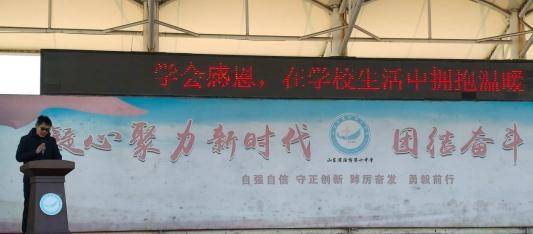 学会感恩，在学校生活中拥抱温暖
凝心聚力新时代 团结奋斗
自强自信 守正创新 踔厉奋发 勇毅前行